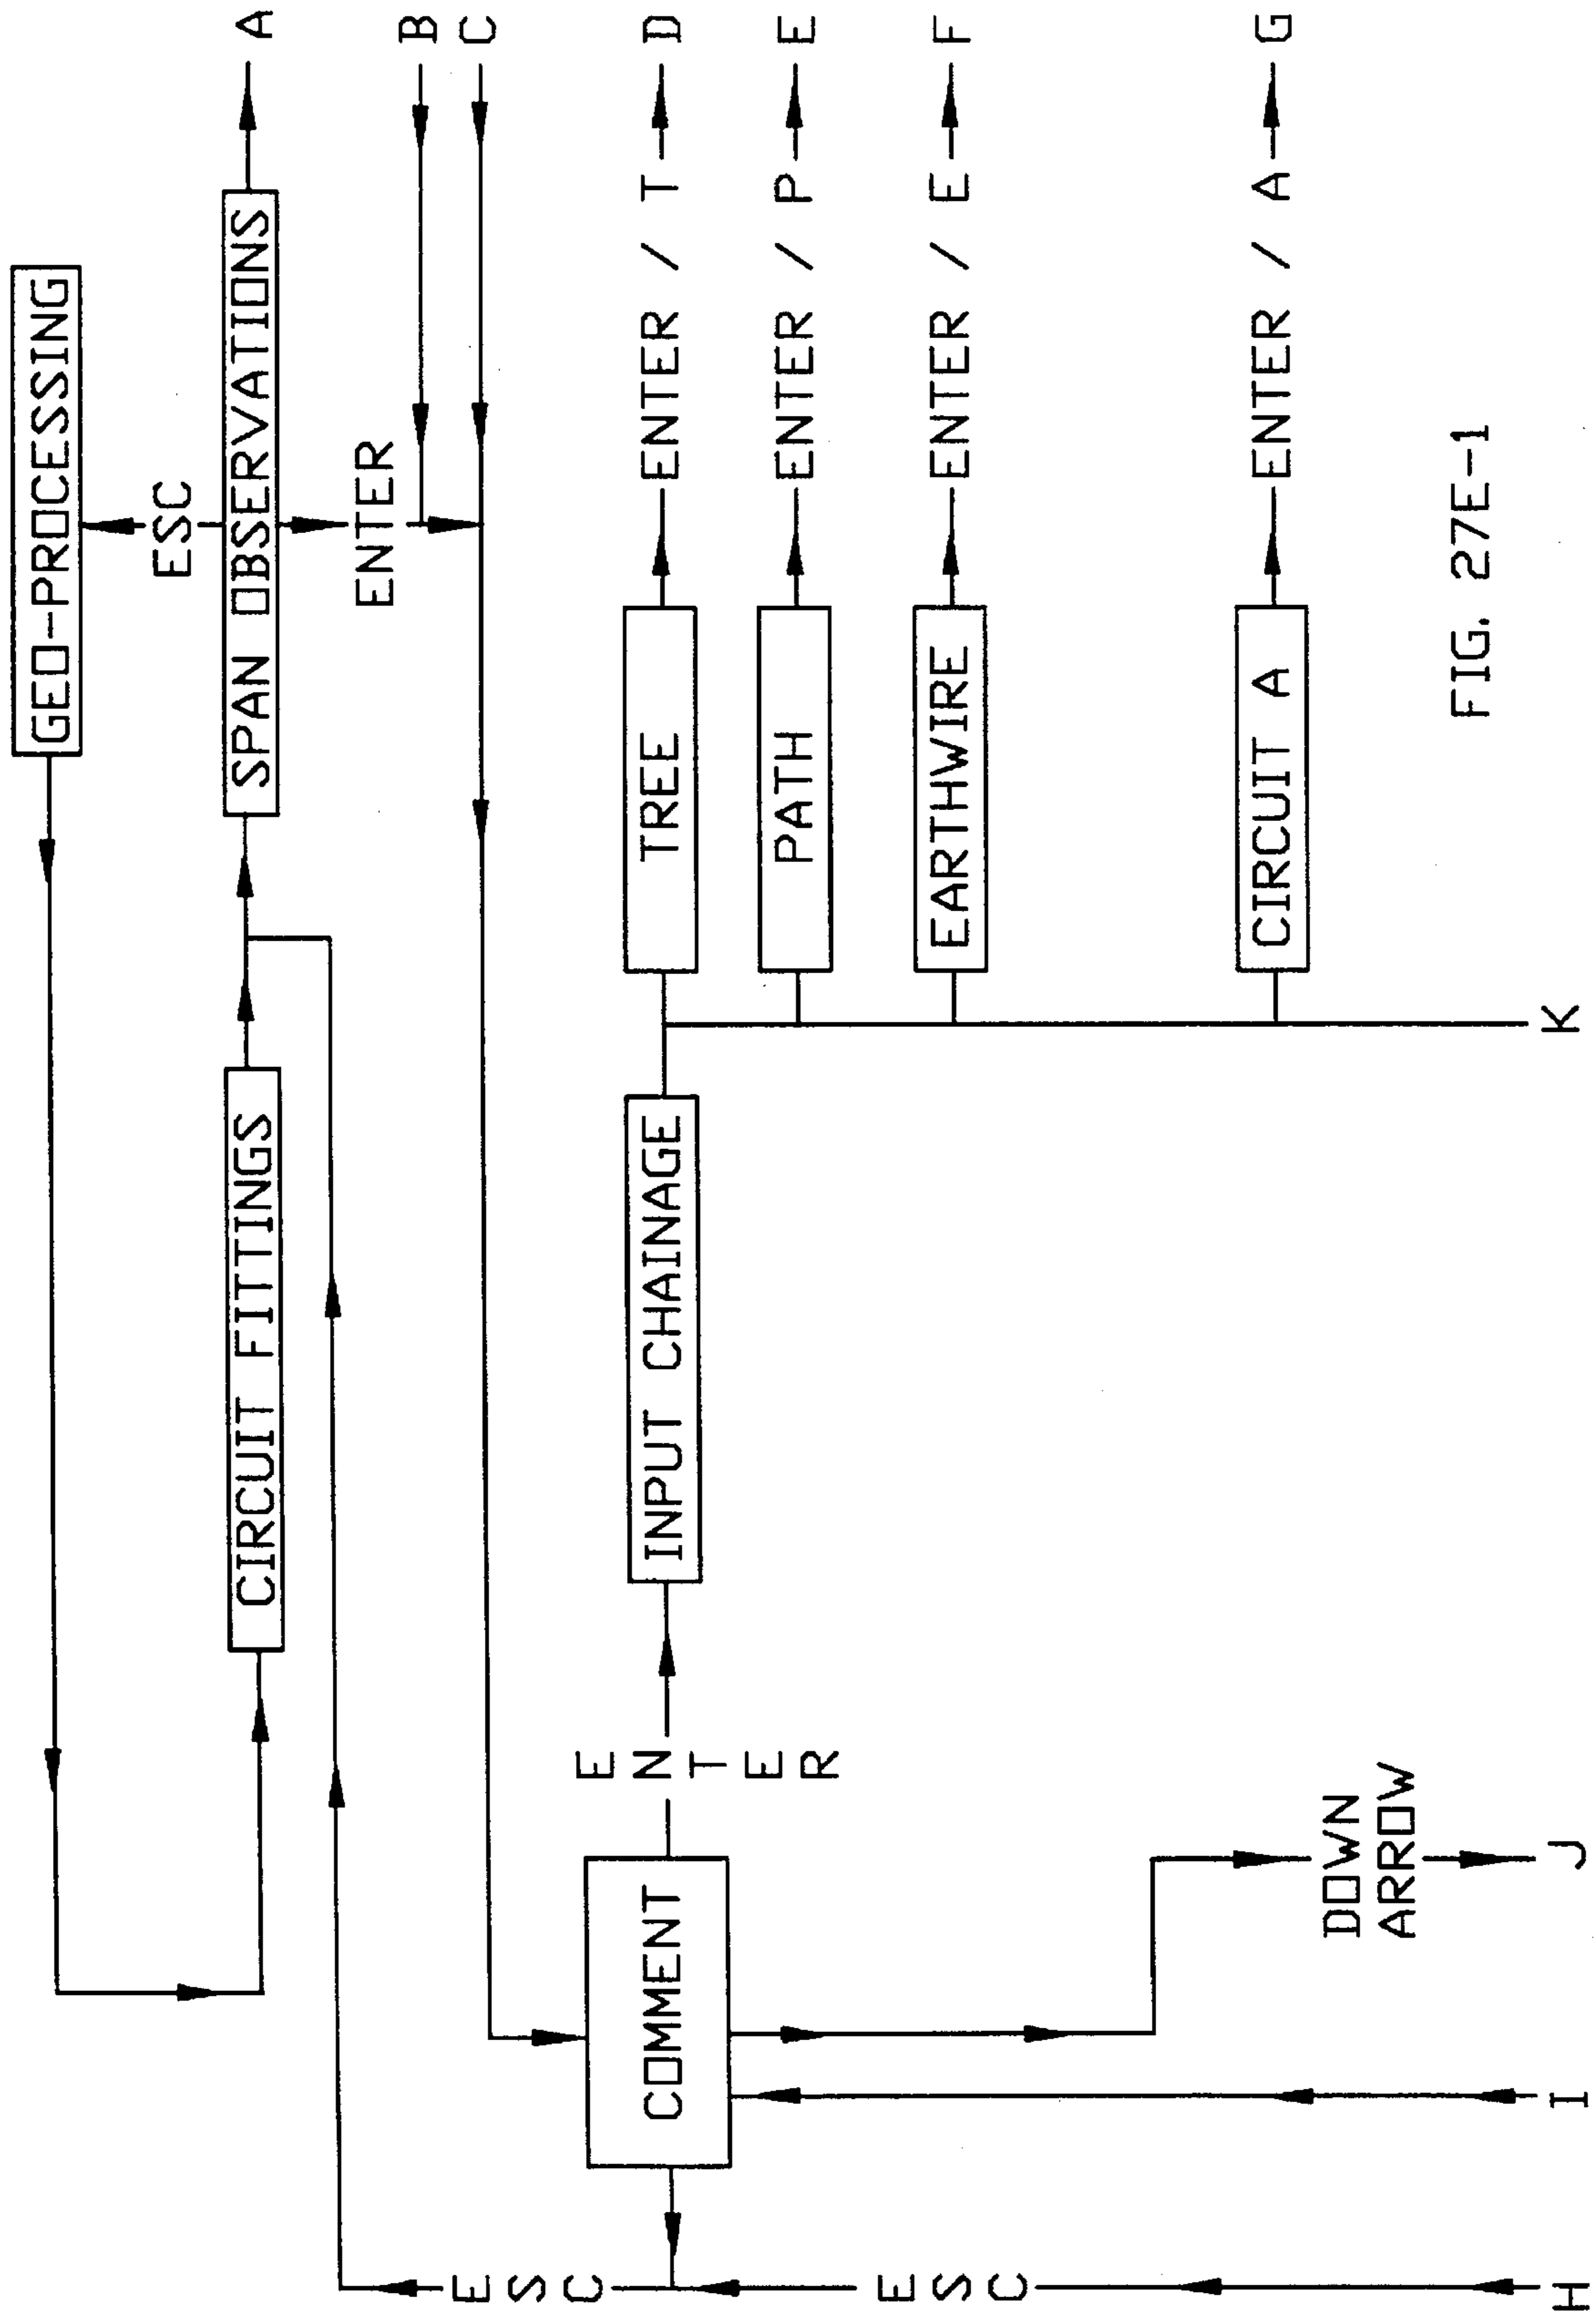 GEO-PROCESSING
ESC
CIRCUIT FITTINGS
SPAN OBSERVATIONS
A
ENTER
B
C
ESC
COMMENT
ENTER
INPUT CHAINAGE
TREE
ENTER / T
D
PATH
ENTER / P
E
EARTHWIRE
ENTER / E
F
ESC
CIRCUIT A
ENTER / A
G
DOWN
ARROW
H
I
J
K
FIG. 27E-1